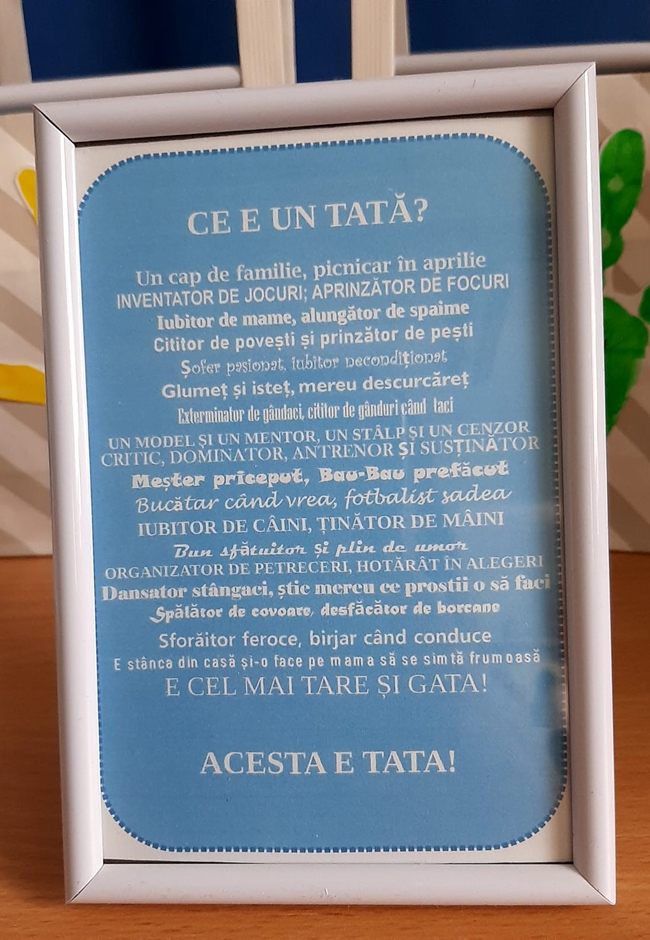 CE E UN TATĂ?
Un cap de familie, picnicar în aprilie
INVENTATOR DE JOCURI; APRINZĂTOR DE FOCURI
Iubitor de mame, alungător de spaime
Cititor de povești și prinzător de pești
Șofer pasionat, iubitor necondiționat
Glumeț și isteț, mereu descurcăreț
Exterminator de gândaci, cititor de gânduri când taci
UN MODEL ȘI UN MENTOR, UN STÂLP ȘI UN CENZOR
CRITIC, DOMINATOR, ANTRENOR ȘI SUSȚINĂTOR
Meșter priceput, Bau-Bau prefăcut
Bucătar când vrea, fotbalist sadea
IUBITOR DE CÂINI, ȚINĂTOR DE MÂINI
Bun sfătuitor și plin de umor
ORGANIZATOR DE PETRECERI, HOTĂRÂT ÎN ALEGERI
Dansator stângaci, știe mereu ce prostii o să faci
Spălător de covoare, desfăcător de borcane
Sforăitor feroce, birjar când conduce
E stânca din casă și-o face pe mama să se simtă frumoasă
E CEL MAI TARE ȘI GATA!
ACESTA E TATA!